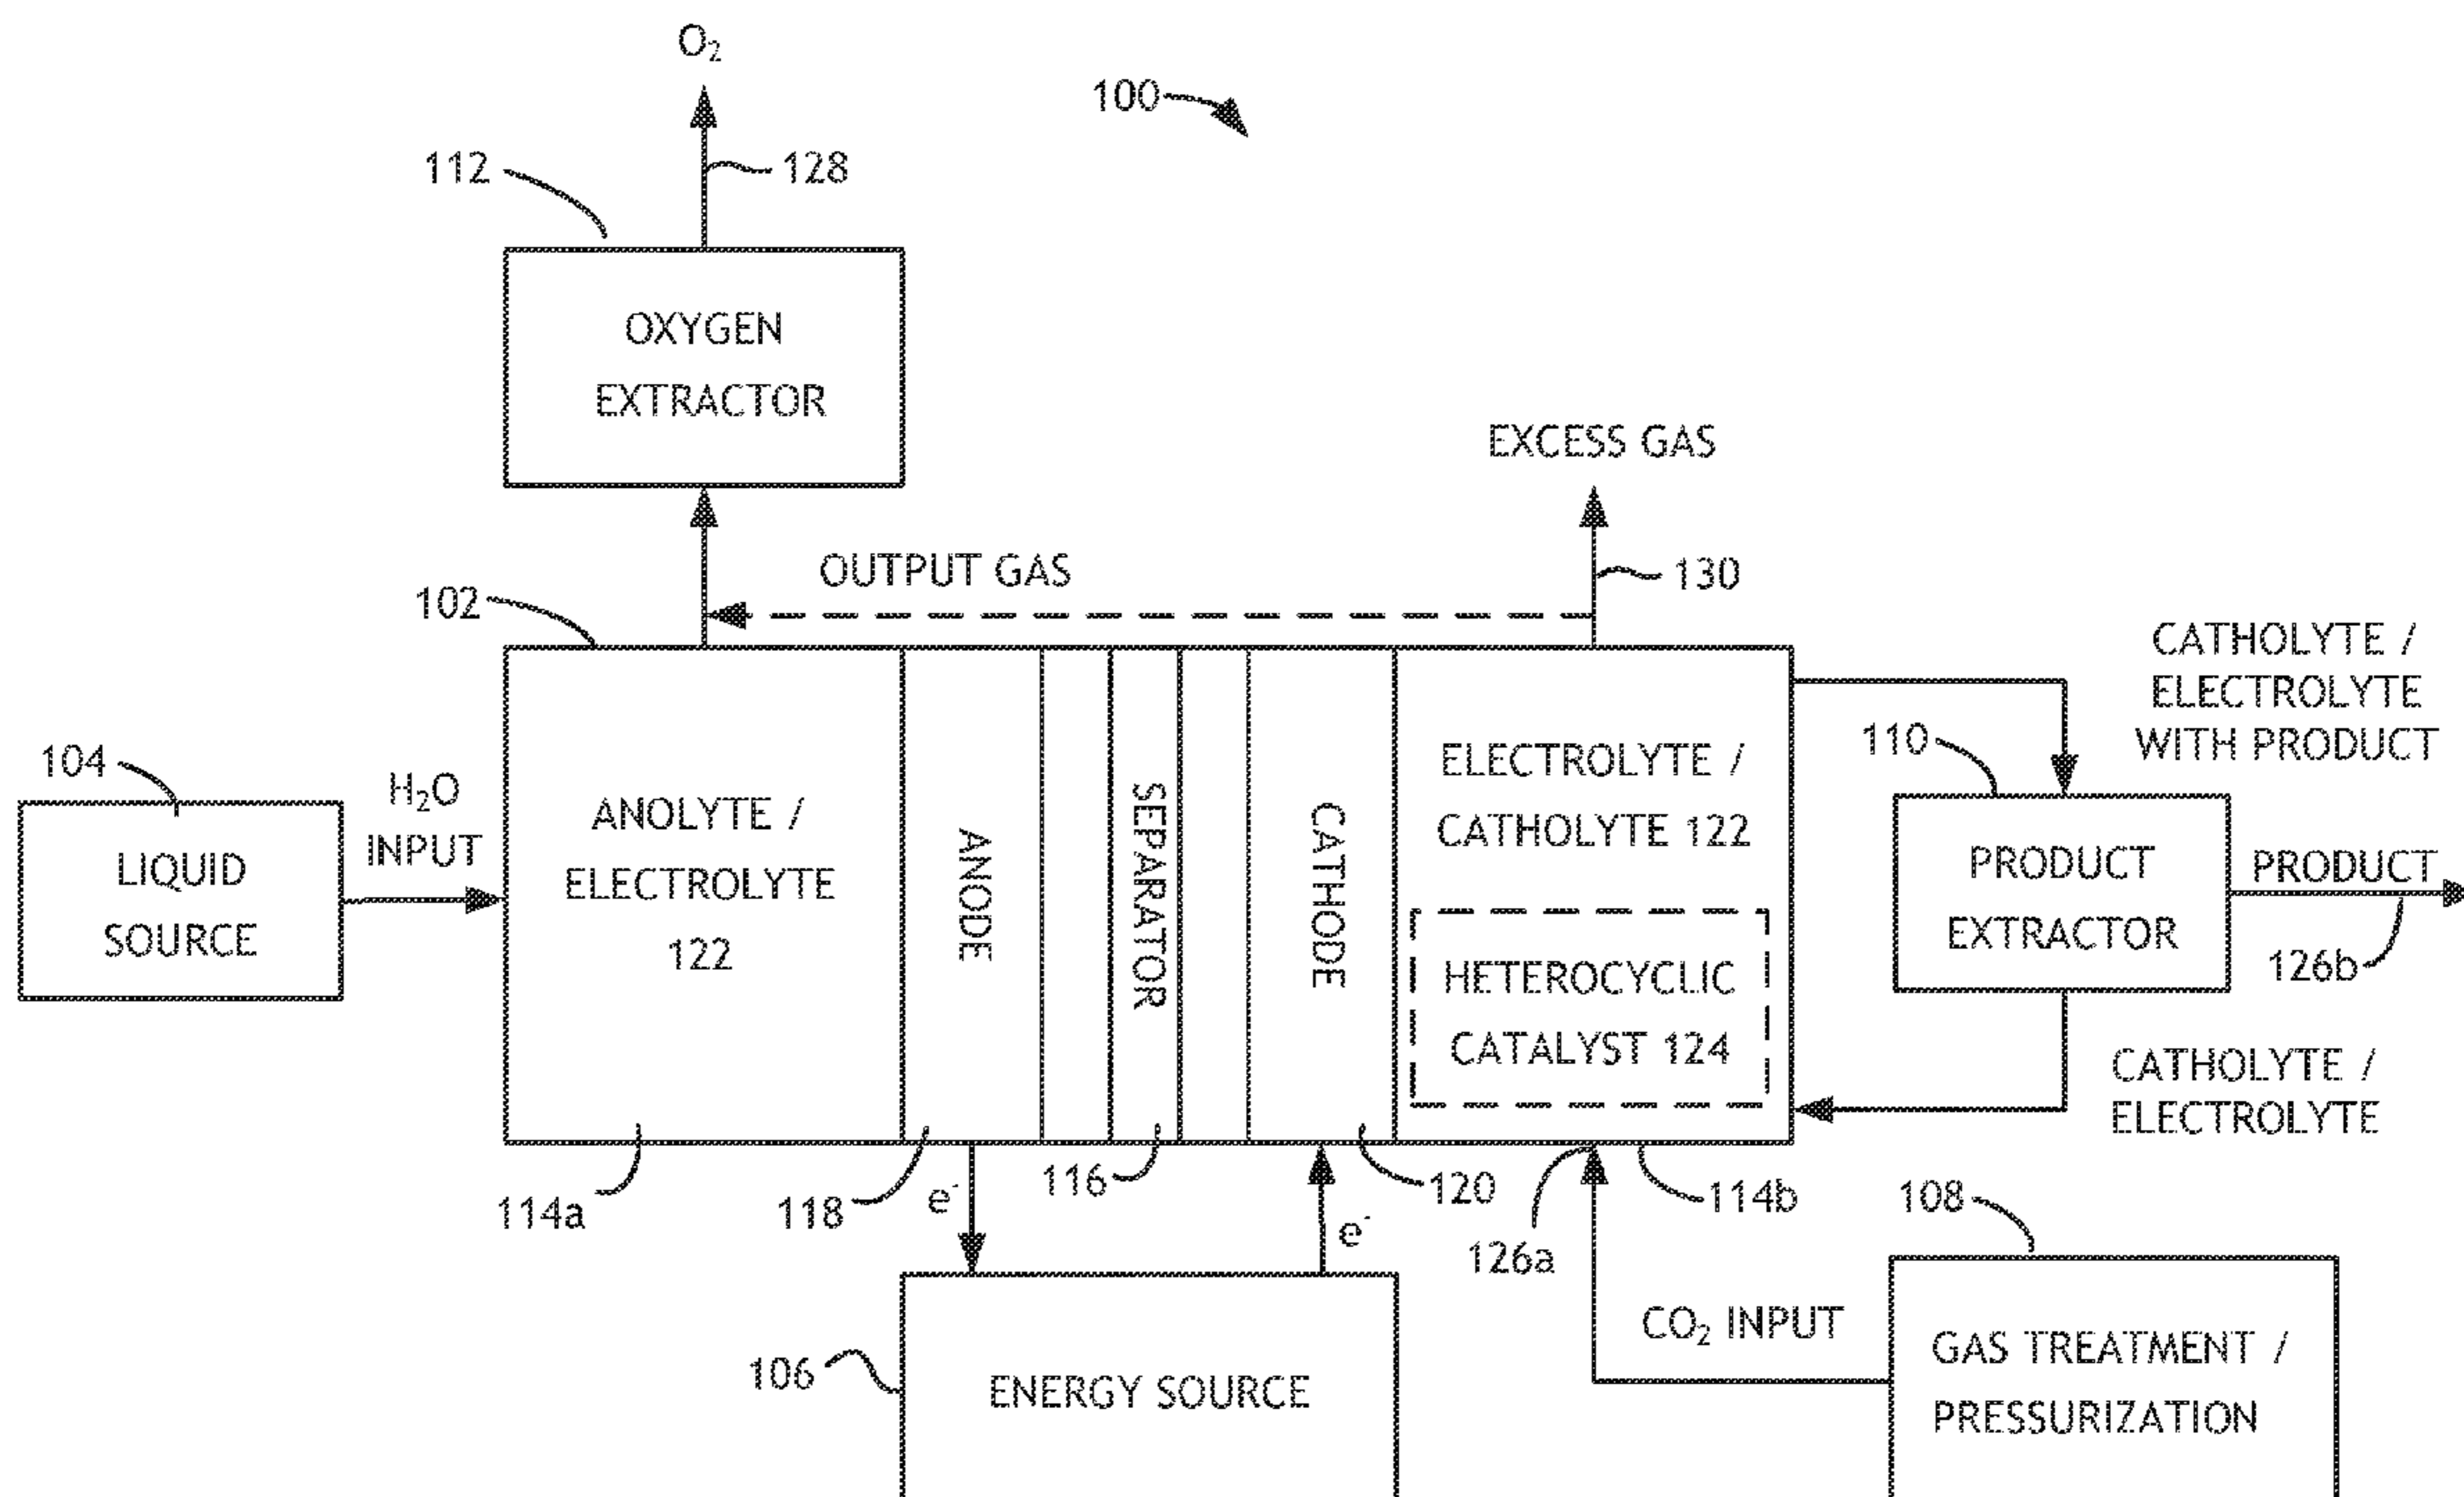 O₂
100
112
128
OXYGEN
EXTRACTOR
EXCESS GAS
OUTPUT GAS
130
102
CATHOLYTE /
ELECTROLYTE
WITH PRODUCT
104
H₂O
INPUT
LIQUID
SOURCE
ANOLYTE /
ELECTROLYTE
122
ANODE
SEPARATOR
CATHODE
ELECTROLYTE /
CATHOLYTE 122
HETEROCYCLIC
CATALYST 124
110
PRODUCT
EXTRACTOR
PRODUCT
126b
CATHOLYTE /
ELECTROLYTE
114a
118
e⁻
116
e⁻
120
126a
114b
108
106
ENERGY SOURCE
CO₂ INPUT
GAS TREATMENT /
PRESSURIZATION